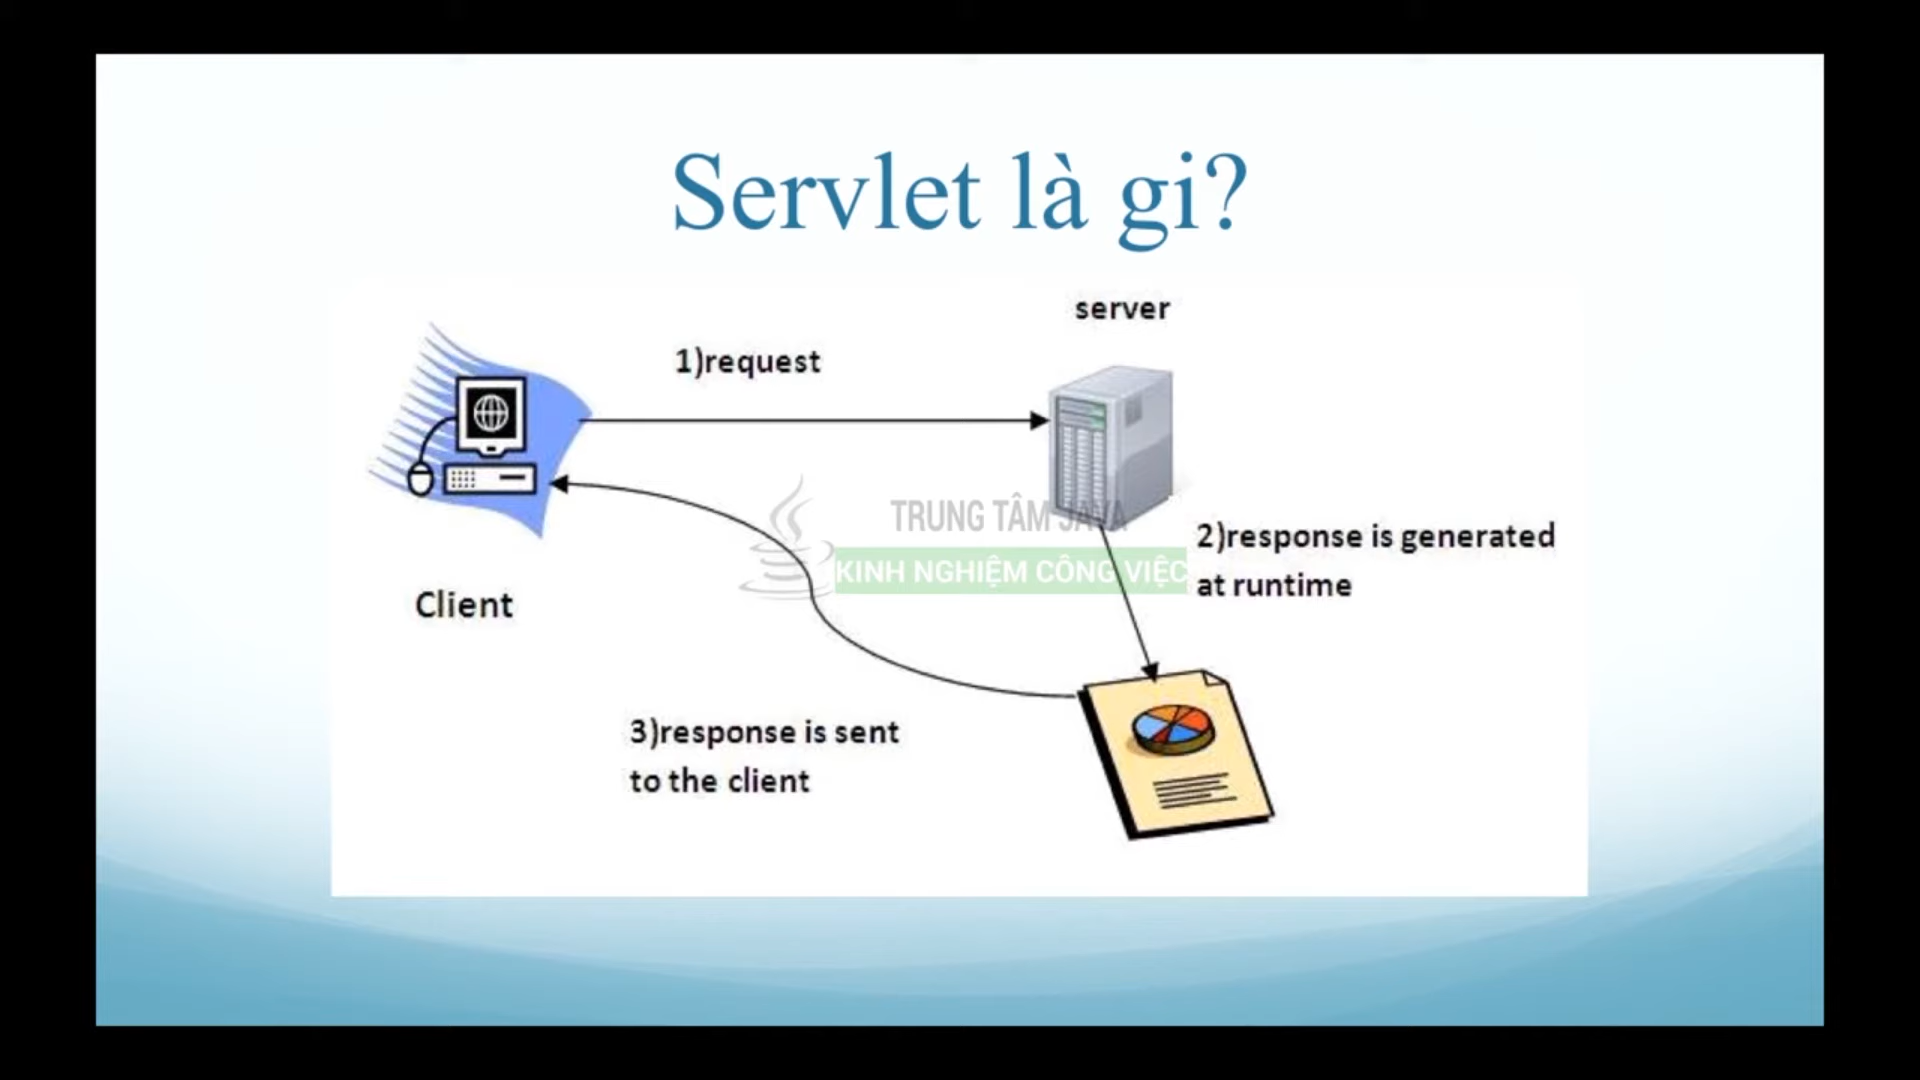 Servlet là gi?
server
1)request
TRUNG TÂM JAVA
KINH NGHIỆM CÔNG VIỆC
2)response is generated
at runtime
Client
3)response is sent
to the client